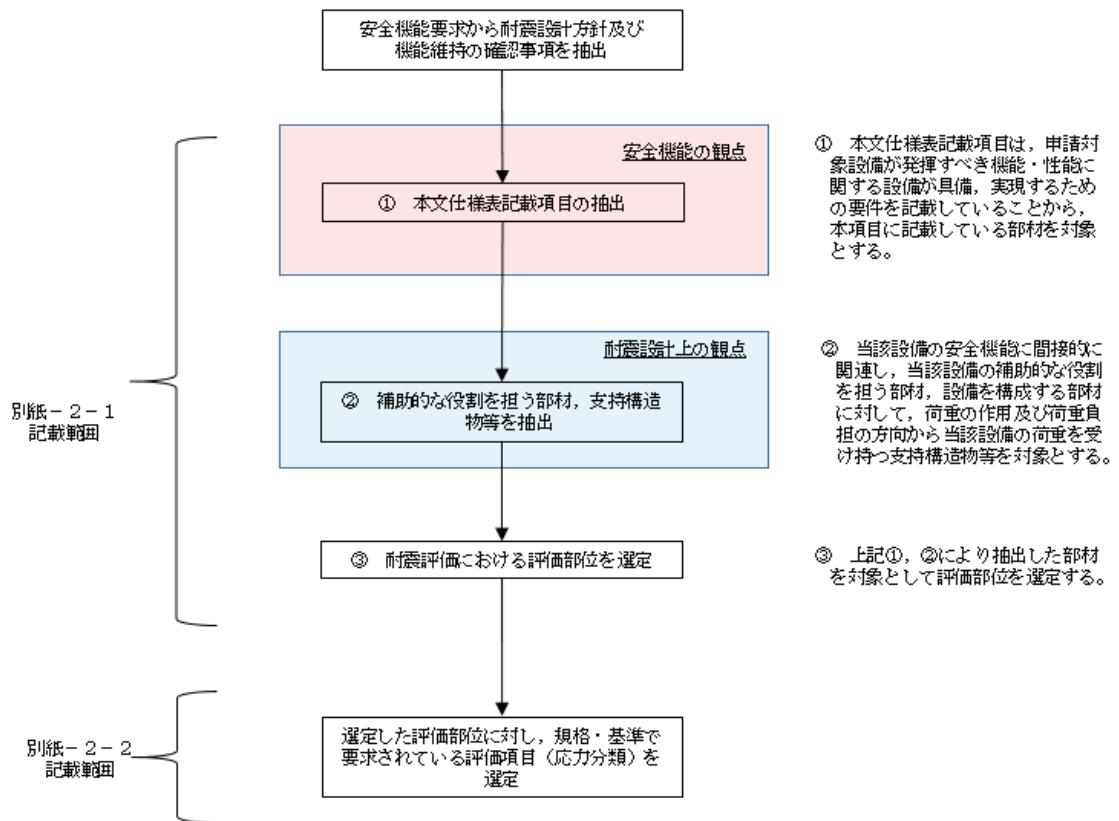 安全機能要求から耐震設計方針及び
機能維持の確認事項を抽出
安全機能の観点
① 本文仕様表記載項目の抽出
① 本文仕様表記載項目は，申請対
象設備が発揮すべき機能・性能に
関する設備が具備，実現するため
の要件を記載していることから，
本項目に記載している部材を対象
とする。
耐震設計上の観点
② 補助的な役割を担う部材，支持構造
物等を抽出
② 当該設備の安全機能に間接的に
関連し，当該設備の補助的な役割
を担う部材，設備を構成する部材
に対して，荷重の作用及び荷重負
担の方向から当該設備の荷重を受
け持つ支持構造物等を対象とする。
別紙－２－１
記載範囲
③ 耐震評価における評価部位を選定
③ 上記①，②により抽出した部材
を対象として評価部位を選定する。
別紙－２－２
記載範囲
選定した評価部位に対し，規格・基準で
要求されている評価項目（応力分類）を
選定